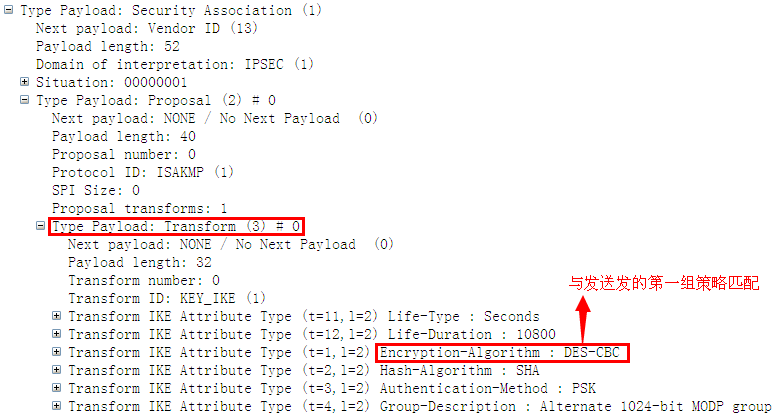 Type Payload: Security Association (1)
Next payload: Vendor ID (13)
Payload length: 52
Domain of interpretation: IPSEC (1)
Situation: 00000001
Type Payload: Proposal (2) # 0
Next payload: NONE / No Next Payload  (0)
Payload length: 40
Proposal number: 0
Protocol ID: ISAKMP (1)
SPI Size: 0
Proposal transforms: 1
Type Payload: Transform (3) # 0
Next payload: NONE / No Next Payload  (0)
Payload length: 32
Transform number: 0
Transform ID: KEY_IKE (1)
与发送发的第一组策略匹配
Transform IKE Attribute Type (t=11,l=2) Life-Type : Seconds
Transform IKE Attribute Type (t=12,l=2) Life-Duration : 10800
Transform IKE Attribute Type (t=1,l=2) Encryption-Algorithm : DES-CBC
Transform IKE Attribute Type (t=2,l=2) Hash-Algorithm : SHA
Transform IKE Attribute Type (t=3,l=2) Authentication-Method : PSK
Transform IKE Attribute Type (t=4,l=2) Group-Description : Alternate 1024-bit MODP group